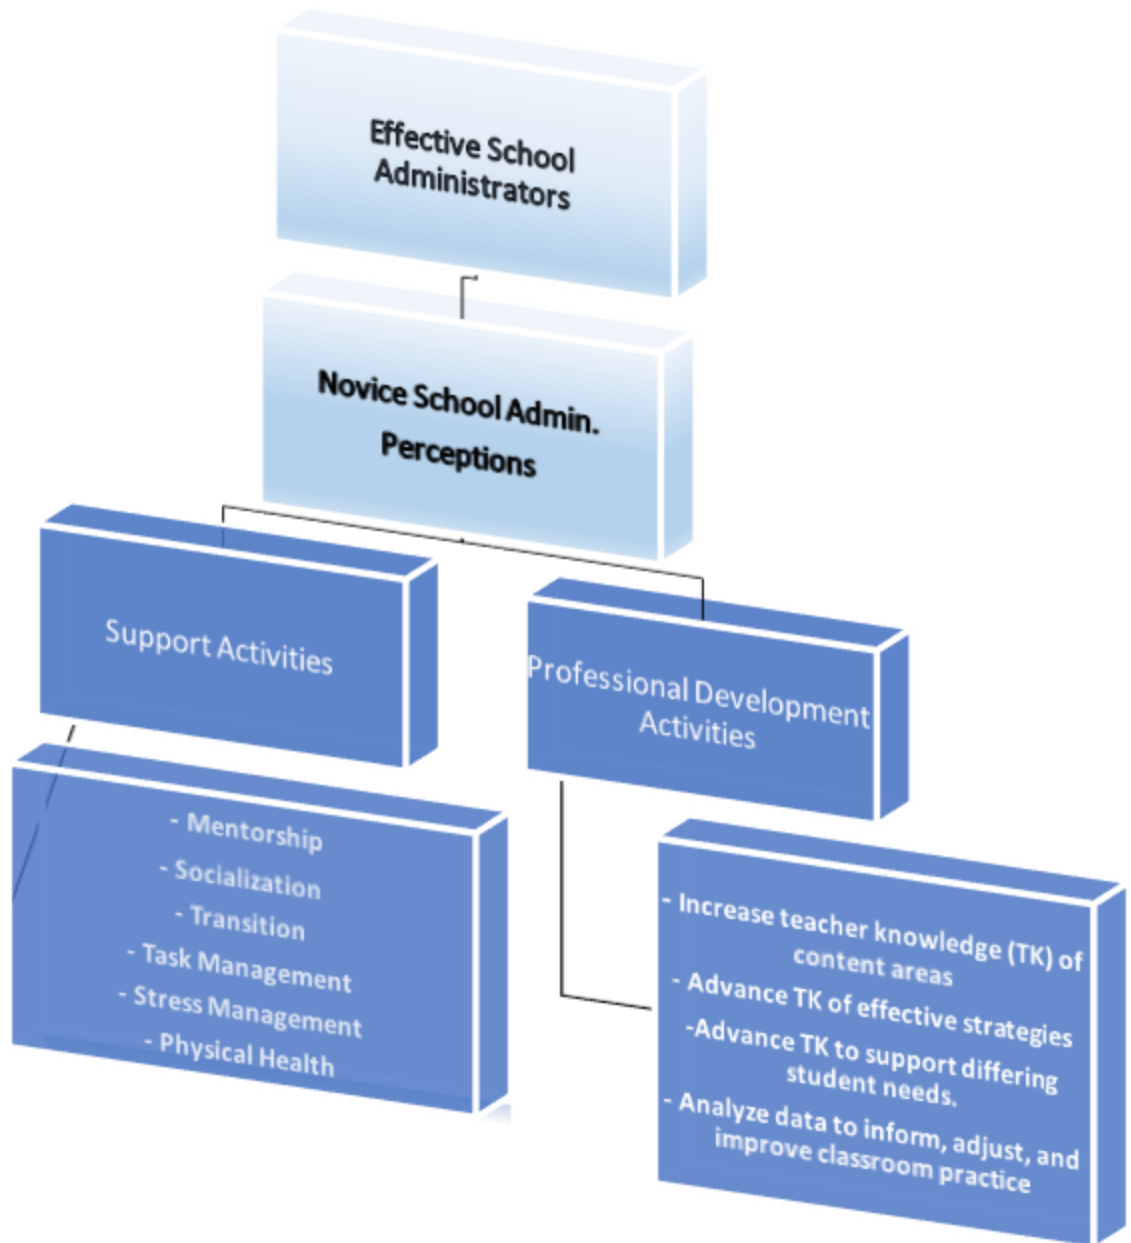 Effective School
Administrators
Novice School Admin.
Perceptions
Support Activities
Professional Development
Activities
- Mentorship
- Socialization
- Transition
- Task Management
- Stress Management
- Physical Health
- Increase teacher knowledge (TK) of
content areas
- Advance TK of effective strategies
-Advance TK to support differing
student needs.
- Analyze data to inform, adjust, and
improve classroom practice